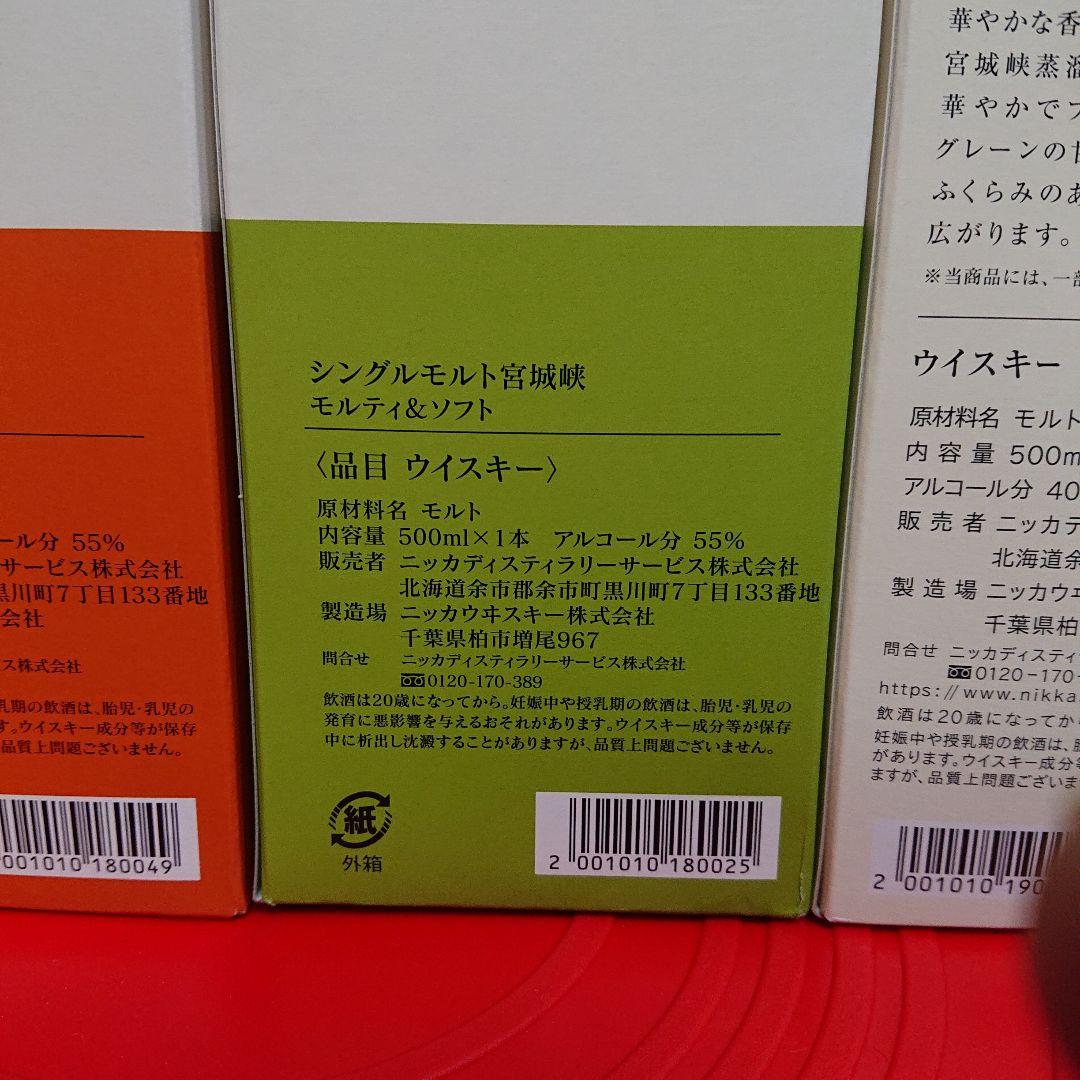 ール分 55%
サービス株式会社
黒川町7丁目133番地
会社
ス株式会社
乳期の飲酒は、胎児・乳児の
す。ウイスキー成分等が保存
品質上問題ございません。
001010 180049
シングルモルト宮城峡
モルティ&ソフト
〈品目 ウイスキー〉
原材料名 モルト
内容量 500ml×1本 アルコール分 55%
販売者 ニッカディスティラリーサービス株式会社
北海道余市郡余市町黒川町7丁目133番地
製造場 ニッカウヰスキー株式会社
千葉県柏市増尾967
問合せ ニッカディスティラリーサービス株式会社
0120-170-389
飲酒は20歳になってから。妊娠中や授乳期の飲酒は、胎児・乳児の
発育に悪影響を与えるおそれがあります。ウイスキー成分等が保存
中に析出し沈澱することがありますが、品質上問題ございません。
紙
外箱
2 001010 180025
華やかな香
宮城峡蒸溜
華やかでフ
グレーンの甘
ふくらみのあ
広がります。
※当商品には、一部
ウイスキー
原材料名 モルト
内容量 500m
アルコール分 40
販売者 ニッカデ
北海道余
製造場 ニッカウヰ
千葉県柏
問合せ ニッカディスティ
0120-170-
https://www.nikka
飲酒は20歳になってから
妊娠中や授乳期の飲酒は、胎
があります。ウイスキー成分等
ますが、品質上問題ございま
2 001010 190